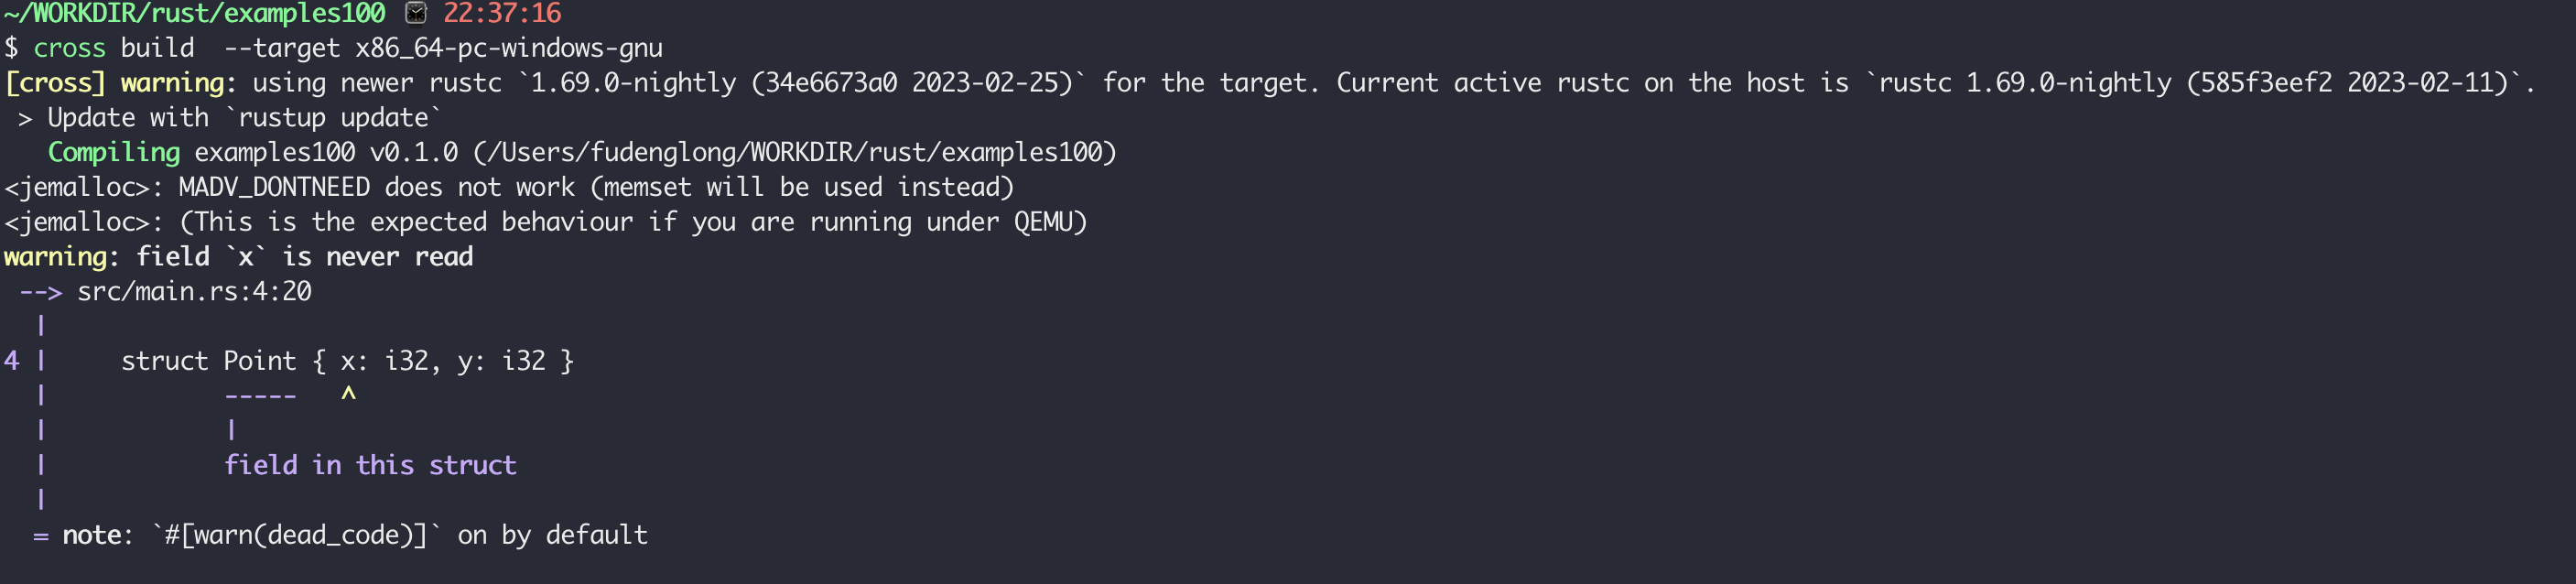 ~/WORKDIR/rust/examples100 22:37:16
$ cross build  --target x86_64-pc-windows-gnu
[cross] warning: using newer rustc `1.69.0-nightly (34e6673a0 2023-02-25)` for the target. Current active rustc on the host is `rustc 1.69.0-nightly (585f3eef2 2023-02-11)`.
 > Update with `rustup update`
   Compiling examples100 v0.1.0 (/Users/fudenglong/WORKDIR/rust/examples100)
<jemalloc>: MADV_DONTNEED does not work (memset will be used instead)
<jemalloc>: (This is the expected behaviour if you are running under QEMU)
warning: field `x` is never read
 --> src/main.rs:4:20
  |
4 |     struct Point { x: i32, y: i32 }
  |            -----   ^
  |            |
  |            field in this struct
  |
  = note: `#[warn(dead_code)]` on by default